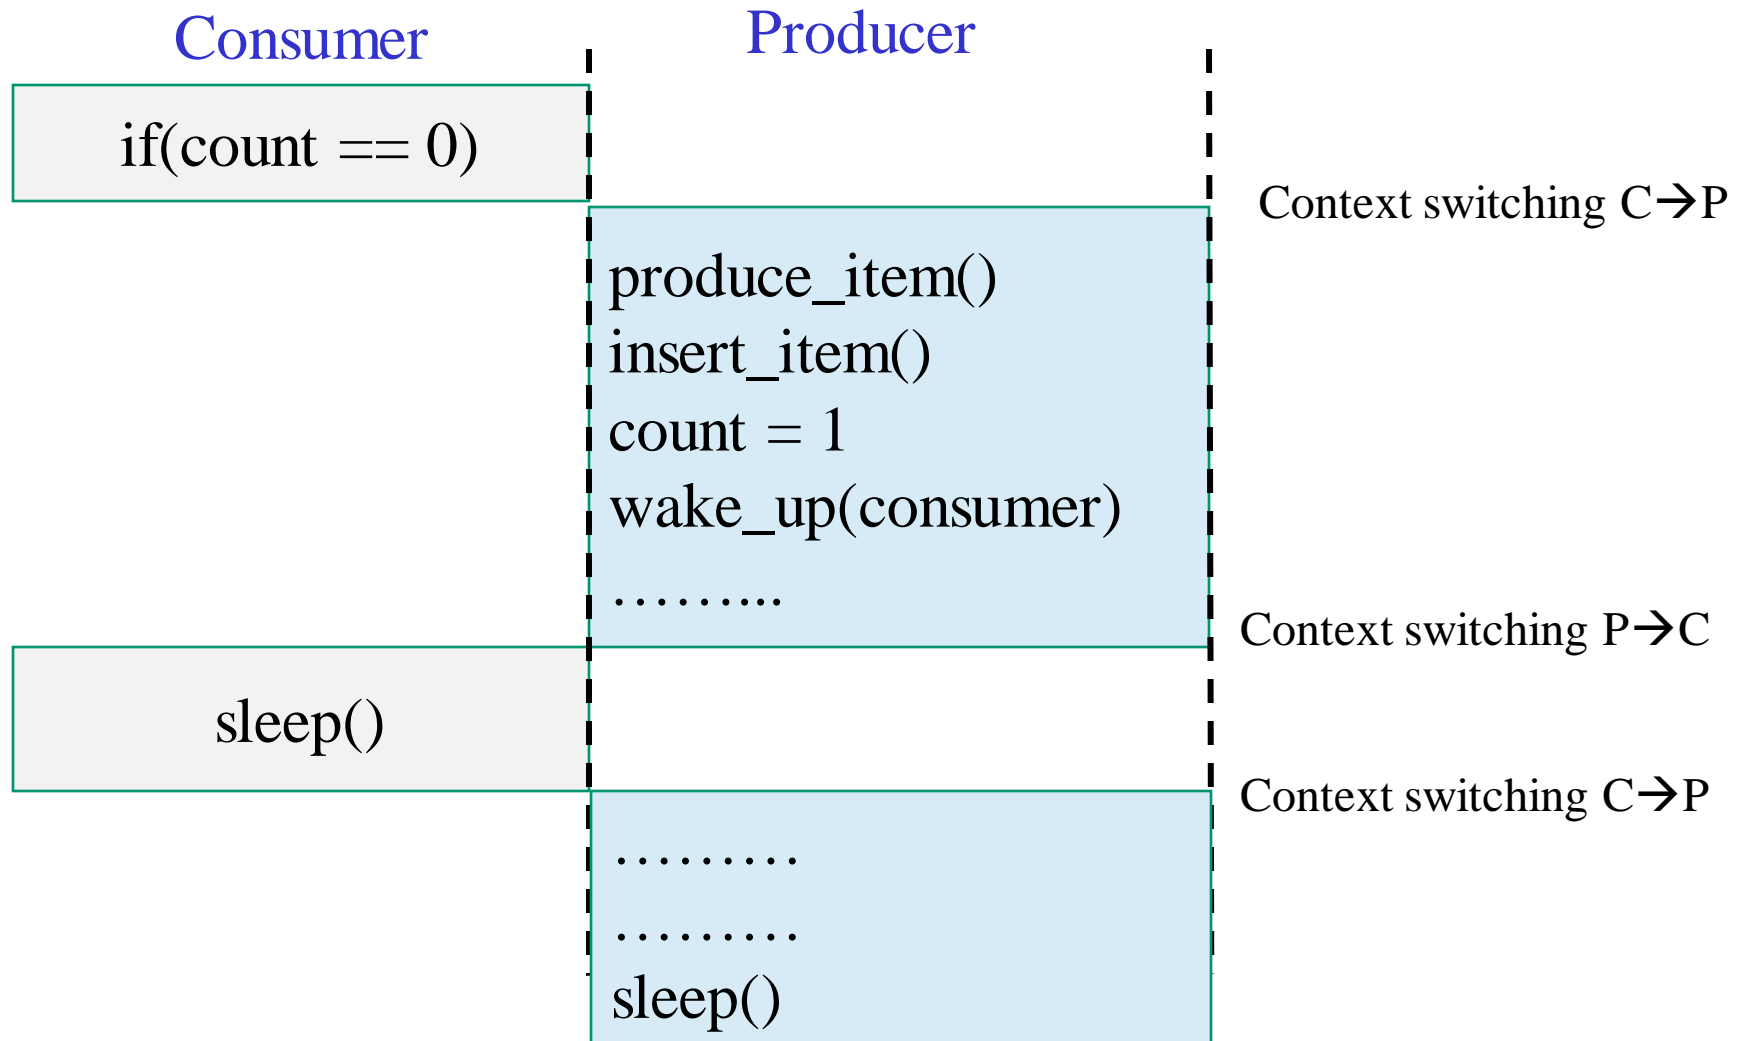 Consumer
Producer
if(count == 0)
Context switching C→P
produce_item()
insert_item()
count = 1
wake_up(consumer)
……...
Context switching P→C
sleep()
Context switching C→P
………
………
sleep()